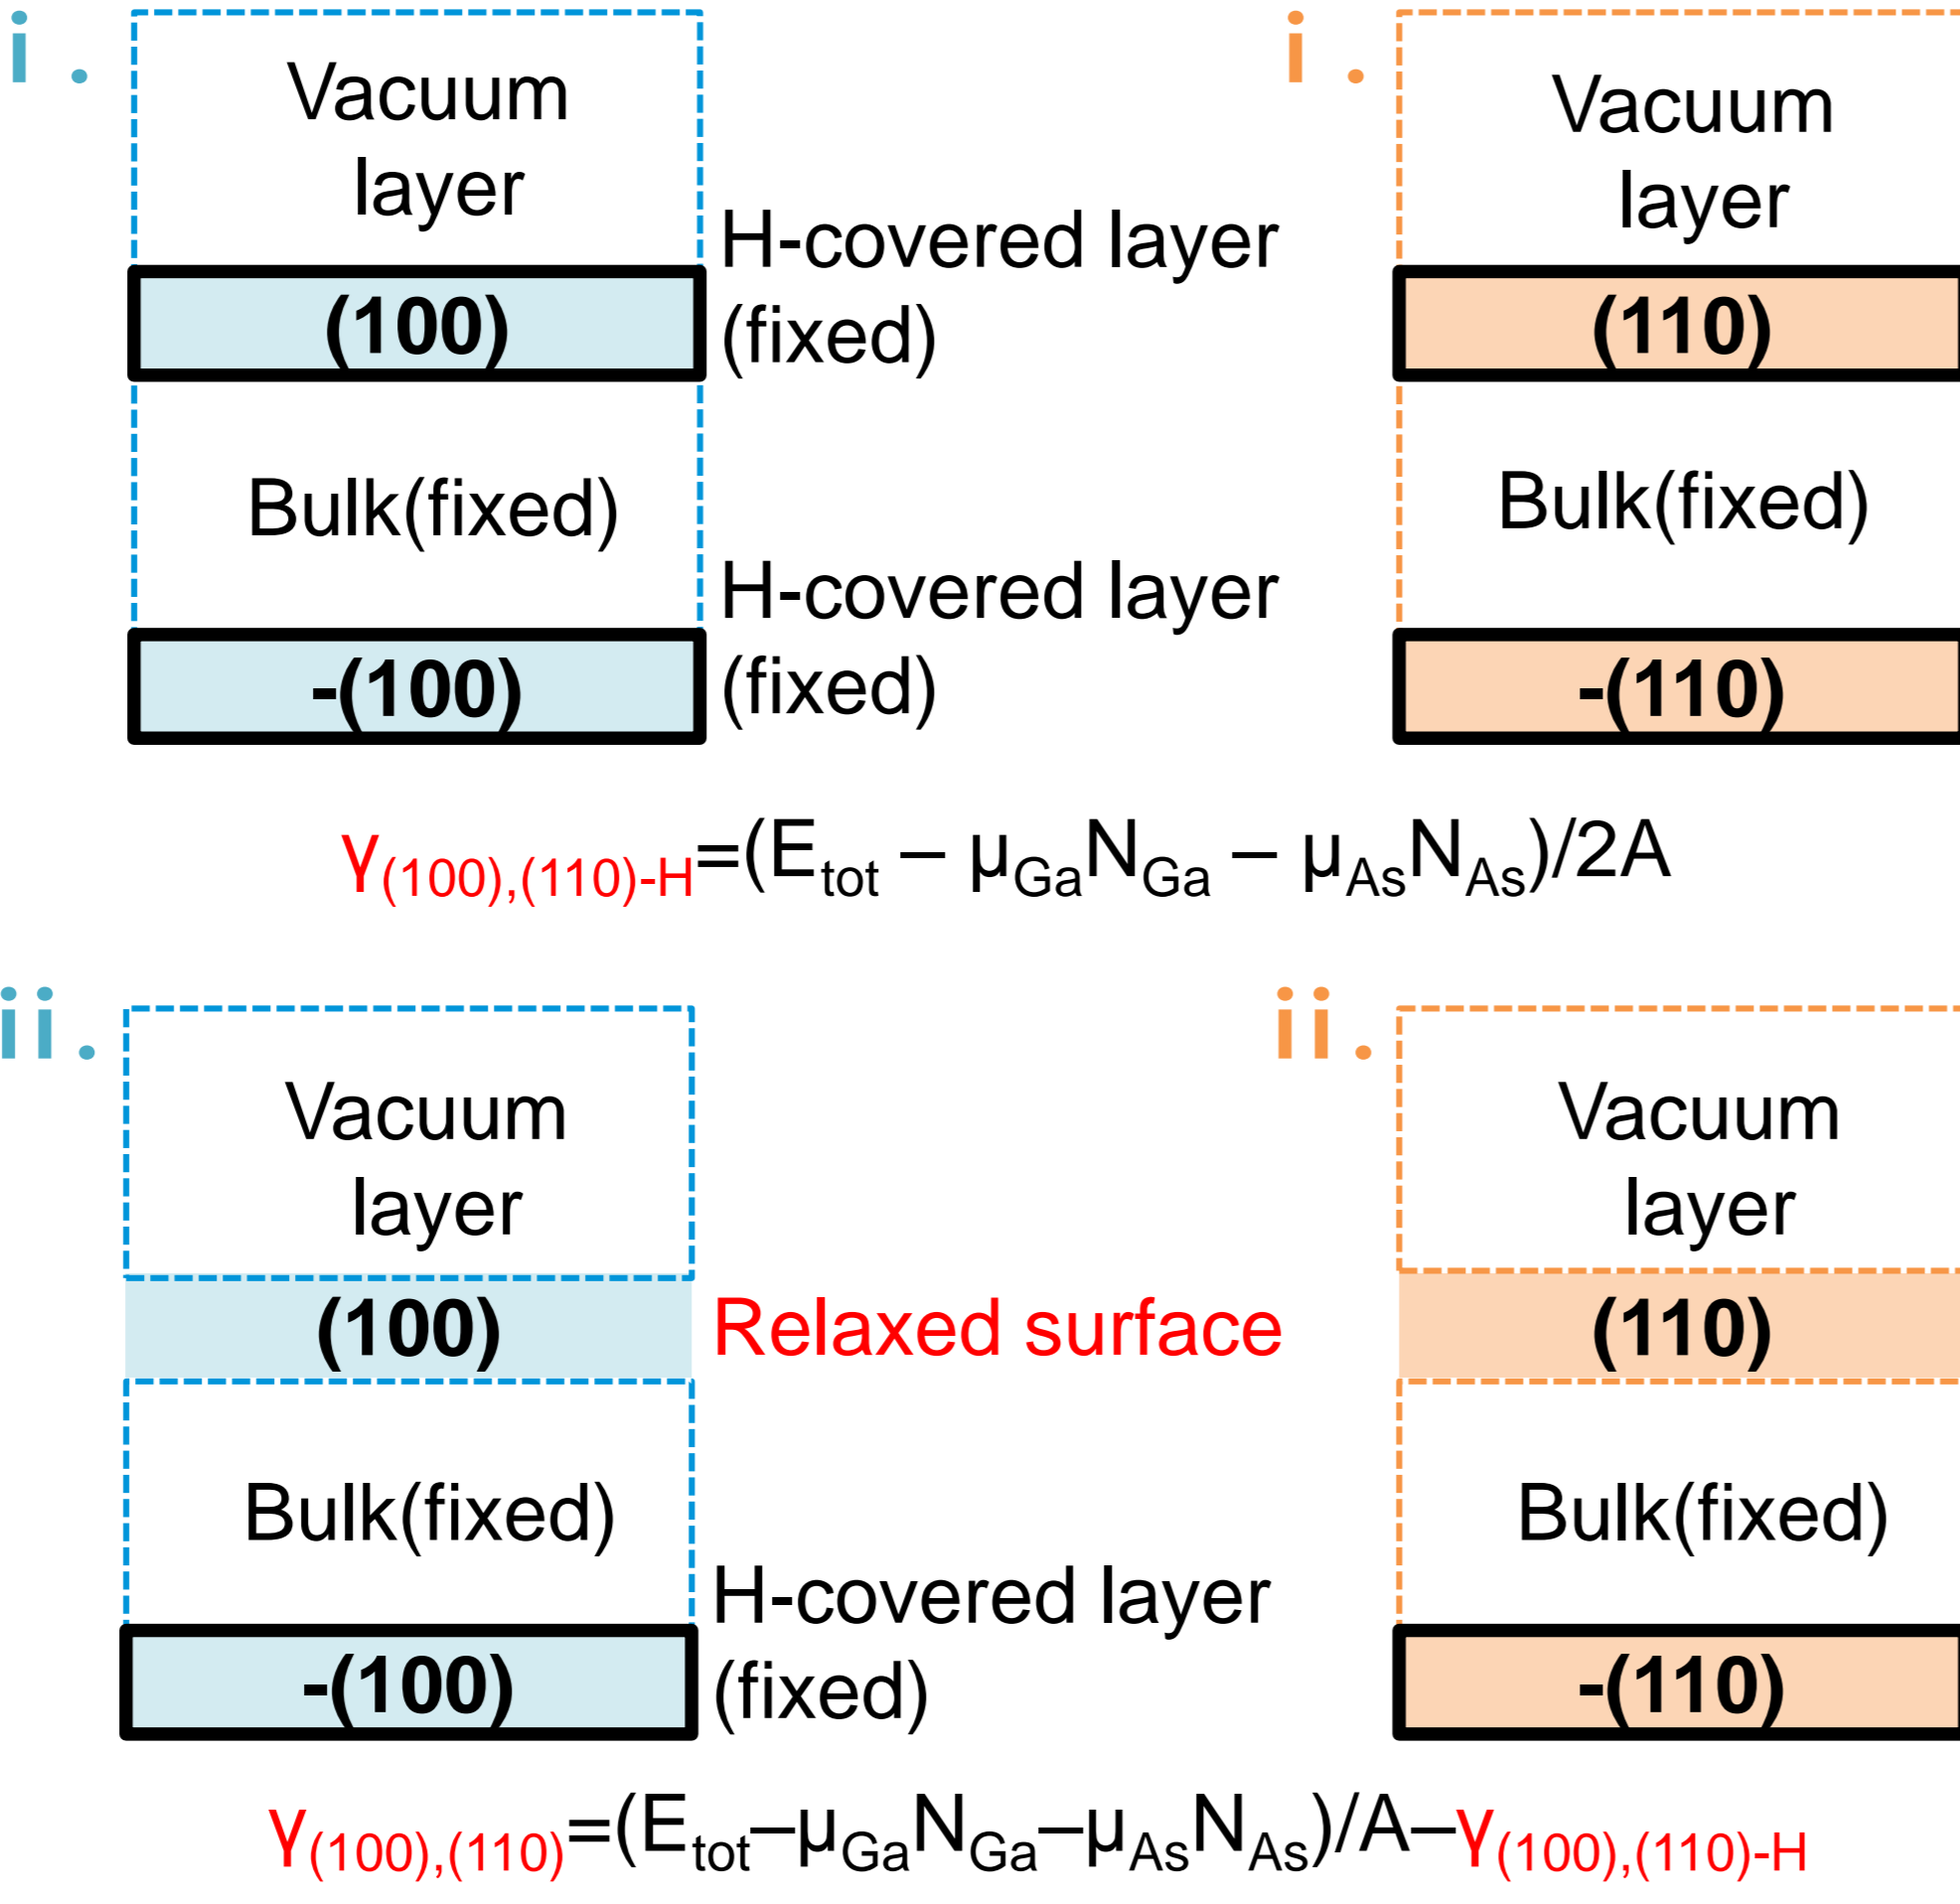 i.
Vacuum
layer
(100)
H-covered layer
(fixed)
Bulk(fixed)
-(100)
H-covered layer
(fixed)
i.
Vacuum
layer
(110)
Bulk(fixed)
-(110)
γ(100),(110)-H=(Etot – μGaNGa – μAsNAs)/2A
ii.
Vacuum
layer
(100)
Relaxed surface
Bulk(fixed)
-(100)
H-covered layer
(fixed)
ii.
Vacuum
layer
(110)
Bulk(fixed)
-(110)
γ(100),(110)=(Etot–μGaNGa–μAsNAs)/A–γ(100),(110)-H